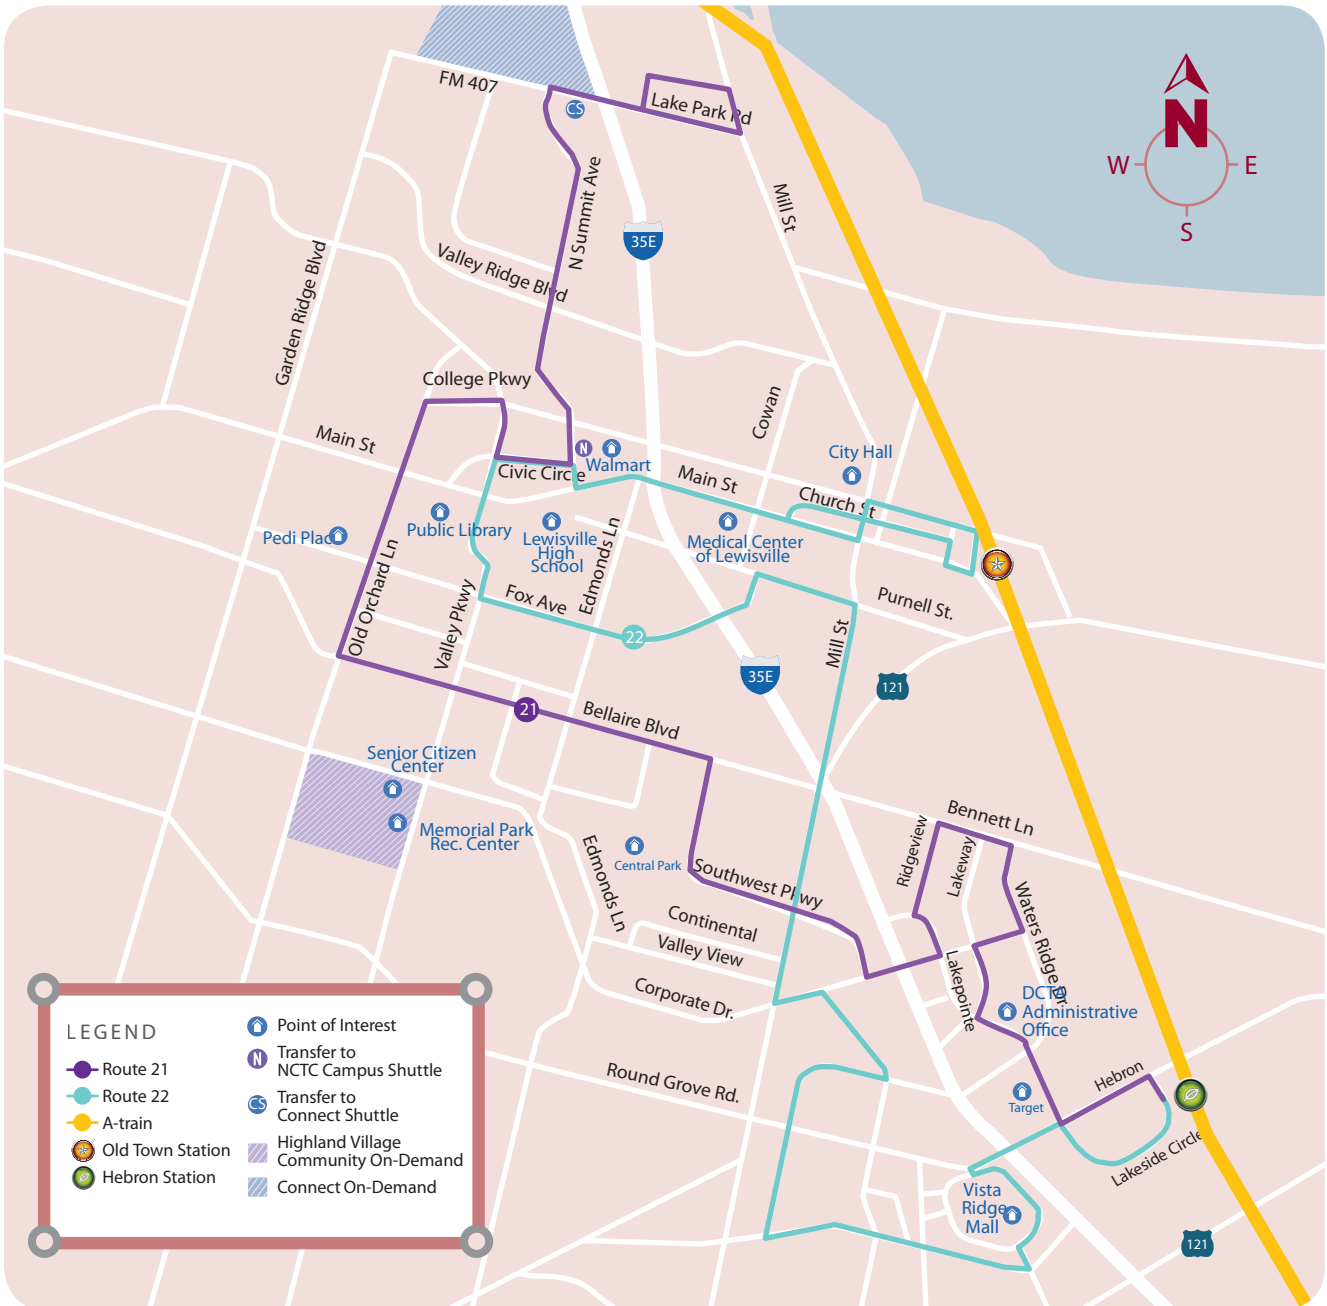 FM 407
CS
Lake Park Rd
N
W
E
S
N Summit Ave
Mill St
35E
Valley Ridge Blvd
Garden Ridge Blvd
College Pkwy
Cowan
Main St
N
Walmart
City Hall
Civic Circle
Main St
Church St
Public Library
Pedi Place
Lewisville
High
School
Edmonds Ln
Medical Center
of Lewisville
Old Orchard Ln
Valley Pkwy
Fox Ave
22
Purnell St.
Mill St
35E
121
21
Bellaire Blvd
Senior Citizen
Center
Memorial Park
Rec. Center
Edmonds Ln
Central Park
Southwest Pkwy
Bennett Ln
Ridgeview
Lakeway
Waters Ridge Dr.
Continental
Valley View
Corporate Dr.
Lakepointe
DCTA
Administrative
Office
Round Grove Rd.
Target
Hebron
Lakeside Circle
Vista
Ridge
Mall
121
LEGEND
Route 21
Route 22
A-train
Old Town Station
Hebron Station
Point of Interest
N
Transfer to
NCTC Campus Shuttle
CS
Transfer to
Connect Shuttle
Highland Village
Community On-Demand
Connect On-Demand